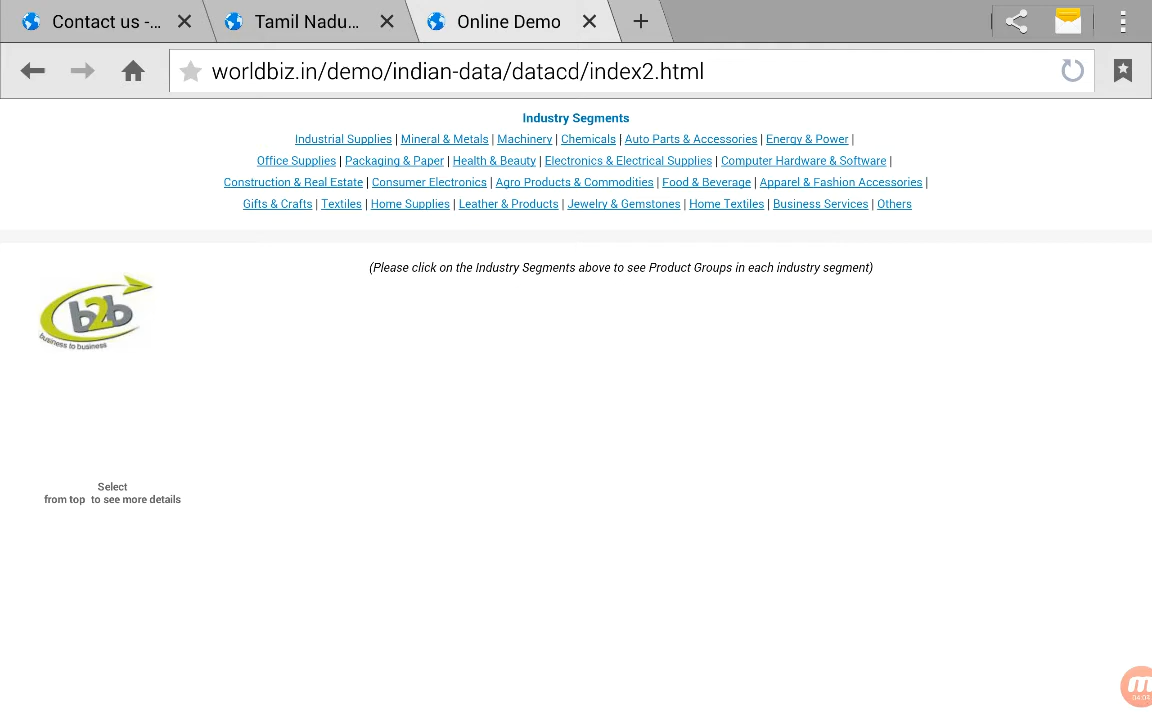 Contact us -...
Tamil Nadu...
Online Demo
worldbiz.in/demo/indian-data/datacd/index2.html
Industry Segments
Industrial Supplies | Mineral & Metals | Machinery | Chemicals | Auto Parts & Accessories | Energy & Power |
Office Supplies | Packaging & Paper | Health & Beauty | Electronics & Electrical Supplies | Computer Hardware & Software |
Construction & Real Estate | Consumer Electronics | Agro Products & Commodities | Food & Beverage | Apparel & Fashion Accessories |
Gifts & Crafts | Textiles | Home Supplies | Leather & Products | Jewelry & Gemstones | Home Textiles | Business Services | Others
(Please click on the Industry Segments above to see Product Groups in each industry segment)
b2b
business to business
Select
from top to see more details